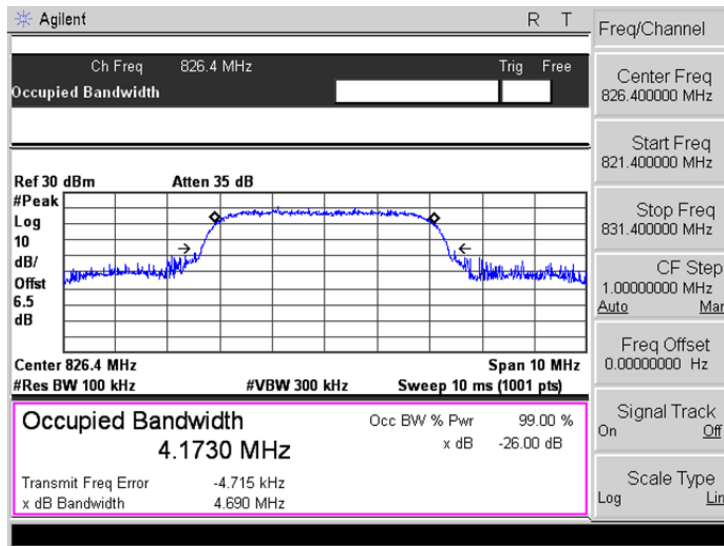 Agilent R T
Freq/Channel
Ch Freq 826.4 MHz Trig Free
Occupied Bandwidth
Center Freq
826.400000 MHz
Start Freq
821.400000 MHz
Stop Freq
831.400000 MHz
CF Step
1.00000000 MHz
Auto Man
Freq Offset
0.00000000 Hz
Signal Track
On Off
Scale Type
Log Lin
Ref 30 dBm Atten 35 dB
#Peak
Log
10
dB/
Offst
6.5
dB
Center 826.4 MHz Span 10 MHz
#Res BW 100 kHz #VBW 300 kHz Sweep 10 ms (1001 pts)
Occupied Bandwidth Occ BW % Pwr 99.00 %
4.1730 MHz x dB -26.00 dB
Transmit Freq Error -4.715 kHz
x dB Bandwidth 4.690 MHz